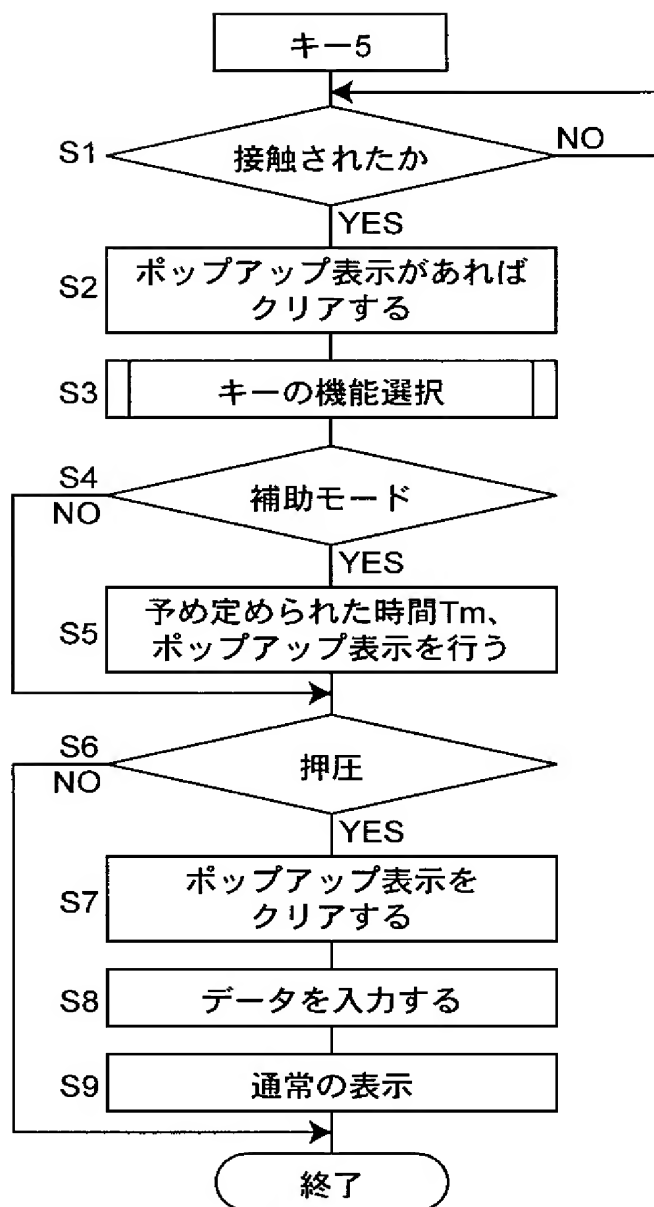 キー5
S1
接触されたか
NO
YES
S2
ポップアップ表示があれば
クリアする
S3
キーの機能選択
S4
NO
補助モード
YES
S5
予め定められた時間Tm、
ポップアップ表示を行う
S6
NO
押圧
YES
S7
ポップアップ表示を
クリアする
S8
データを入力する
S9
通常の表示
終了